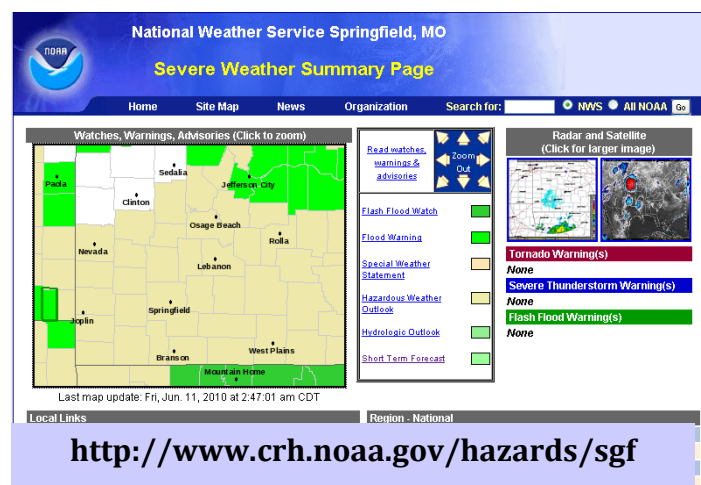 NOAA
National Weather Service Springfield, MO
Severe Weather Summary Page
Home Site Map News Organization Search for: NWS All NOAA Go
Watches, Warnings, Advisories (Click to zoom)
Paola
Sedalia
Jefferson City
Clinton
Osage Beach
Rolla
Nevada
Lebanon
Springfield
Joplin
Branson
West Plains
Mountain Home
Last map update: Fri, Jun. 11, 2010 at 2:47:01 am CDT
Read watches,
warnings &
advisories
Zoom
Out
Flash Flood Watch
Flood Warning
Special Weather
Statement
Hazardous Weather
Outlook
Hydrologic Outlook
Short Term Forecast
Radar and Satellite
(Click for larger image)
Tornado Warning(s)
None
Severe Thunderstorm Warning(s)
None
Flash Flood Warning(s)
None
Local Links
Region - National
http://www.crh.noaa.gov/hazards/sgf